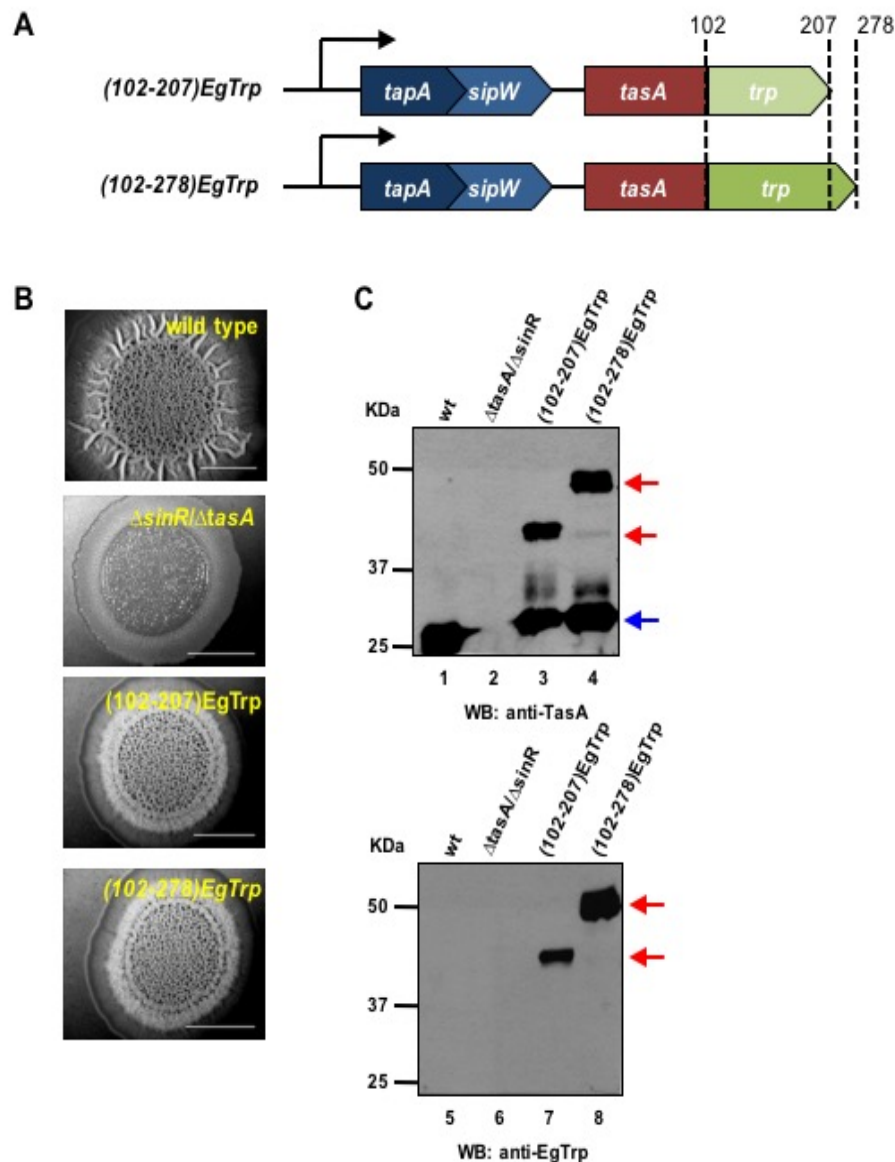 A
102 207 278
(102-207)EgTrp
tapA sipW tasA trp
(102-278)EgTrp
tapA sipW tasA trp
B
wild type
ΔsinR/ΔtasA
(102-207)EgTrp
(102-278)EgTrp
C
KDa
wt
ΔtasA/ΔsinR
(102-207)EgTrp
(102-278)EgTrp
50
37
25
1 2 3 4
WB: anti-TasA
KDa
wt
ΔtasA/ΔsinR
(102-207)EgTrp
(102-278)EgTrp
50
37
25
5 6 7 8
WB: anti-EgTrp